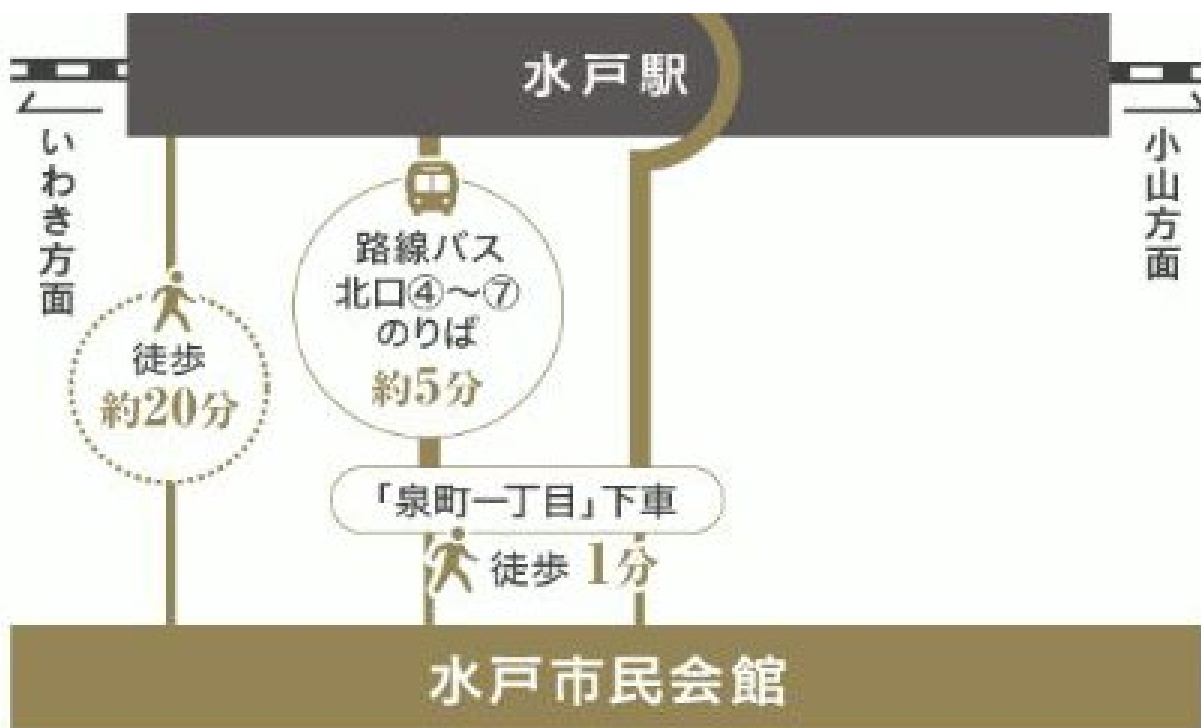 水戸駅
いわき方面
小山方面
路線バス
北口④～⑦
のりば
約5分
徒歩
約20分
「泉町一丁目」下車
徒歩 1分
水戸市民会館